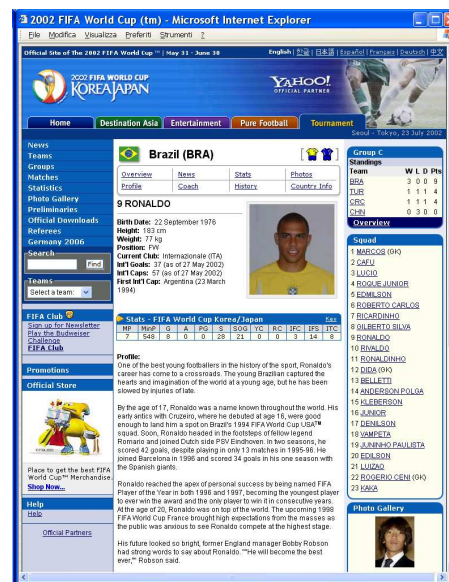 2002 FIFA World Cup (tm) - Microsoft Internet Explorer
File Modifica Visualizza Preferiti Strumenti ?
Official Site of The 2002 FIFA World Cup ™ | May 31 - June 30
English | 한글 | 日本語 | Español | Français | Deutsch | 中文
2002 FIFA WORLD CUP
KOREA JAPAN
YAHOO!
OFFICIAL PARTNER
Home
Destination Asia
Entertainment
Pure Football
Tournament
Seoul - Tokyo, 23 July 2002
News
Teams
Groups
Matches
Statistics
Photo Gallery
Preliminaries
Official Downloads
Referees
Germany 2006
Search
Find
Teams
Select a team:
FIFA Club
Sign up for Newsletter
Play the Budweiser
Challenge
FIFA Club
Promotions
Official Store
Place to get the best FIFA
World Cup™ Merchandise.
Shop Now...
Help
Help
Official Partners
Brazil (BRA)
Overview News Stats Photos
Profile Coach History Country Info
9 RONALDO
Birth Date: 22 September 1976
Height: 183 cm
Weight: 77 kg
Position: FW
Current Club: Internazionale (ITA)
Int'l Goals: 37 (as of 27 May 2002)
Int'l Caps: 57 (as of 27 May 2002)
First Int'l Cap: Argentina (23 March
1994)
Stats - FIFA World Cup Korea/Japan
Key
MP MinP G A PG S SOG YC RC IFC IFS ITC
7 548 8 0 0 28 21 0 0 3 14 8
Profile:
One of the best young footballers in the history of the sport, Ronaldo's
career has come to a crossroads. The young Brazilian captured the
hearts and imagination of the world at a young age, but he has been
slowed by injuries of late.
By the age of 17, Ronaldo was a name known throughout the world. His
early antics with Cruzeiro, where he debuted at age 16, were good
enough to land him a spot on Brazil's 1994 FIFA World Cup USA™
squad. Soon, Ronaldo headed in the footsteps of fellow legend
Romario and joined Dutch side PSV Eindhoven. In two seasons, he
scored 42 goals, despite playing in only 13 matches in 1995-96. He
joined Barcelona in 1996 and scored 34 goals in his one season with
the Spanish giants.
Ronaldo reached the apex of personal success by being named FIFA
Player of the Year in both 1996 and 1997, becoming the youngest player
to ever win the award and the only player to win it in consecutive years.
At the age of 20, Ronaldo was on top of the world. The upcoming 1998
FIFA World Cup France brought high expectations from the masses as
the public was anxious to see Ronaldo compete at the highest stage.
His future looked so bright, former England manager Bobby Robson
had strong words to say about Ronaldo. ""He will become the best
ever,"" Robson said.
Group C
Standings
Team W L D Pts
BRA 3 0 0 9
TUR 1 1 1 4
CRC 1 1 1 4
CHN 0 3 0 0
Overview
Squad
1 MARCOS (GK)
2 CAFU
3 LUCIO
4 ROQUE JUNIOR
5 EDMILSON
6 ROBERTO CARLOS
7 RICARDINHO
8 GILBERTO SILVA
9 RONALDO
10 RIVALDO
11 RONALDINHO
12 DIDA (GK)
13 BELLETTI
14 ANDERSON POLGA
15 KLEBERSON
16 JUNIOR
17 DENILSON
18 VAMPETA
19 JUNINHO PAULISTA
20 EDILSON
21 LUIZAO
22 ROGERIO CENI (GK)
23 KAKA
Photo Gallery